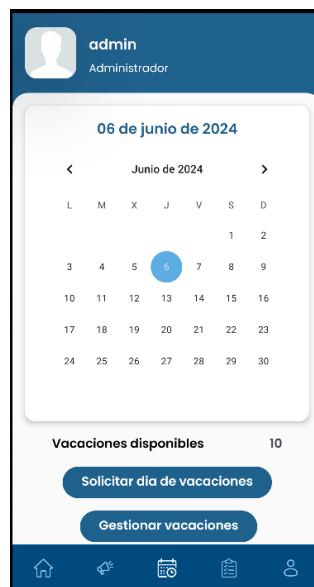 admin
Administrador
06 de junio de 2024
Junio de 2024
L M X J V S D
1 2
3 4 5 6 7 8 9
10 11 12 13 14 15 16
17 18 19 20 21 22 23
24 25 26 27 28 29 30
Vacaciones disponibles 10
Solicitar dia de vacaciones
Gestionar vacaciones